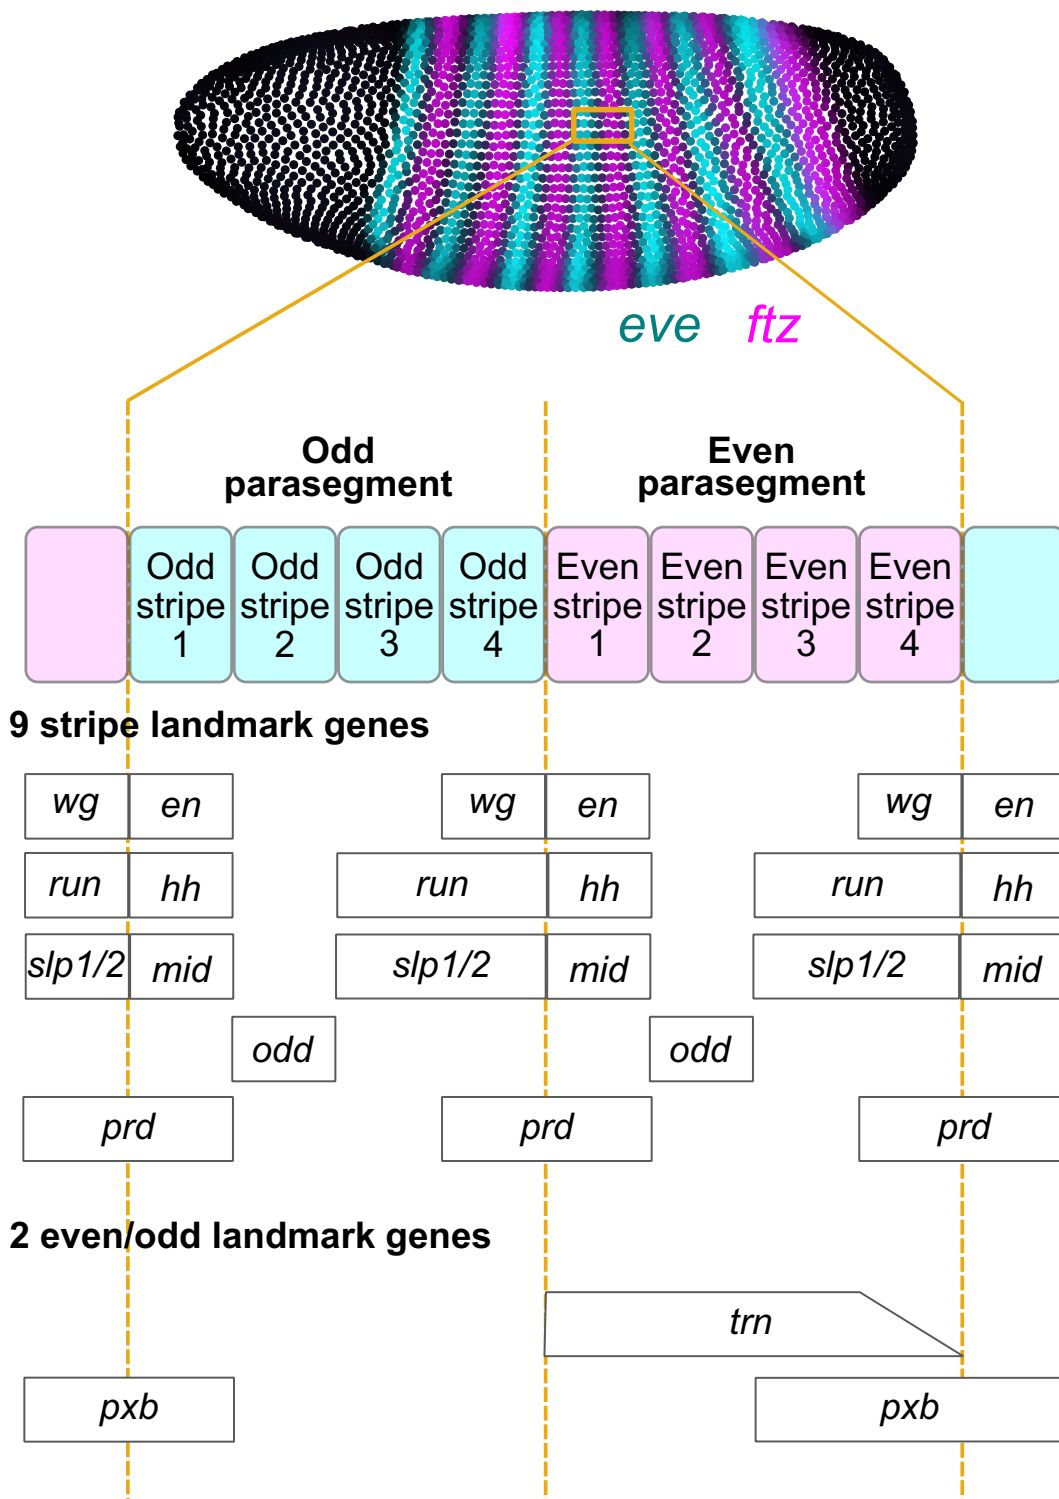 eve ftz
Odd
parasegment
Even
parasegment
Odd
stripe
1
Odd
stripe
2
Odd
stripe
3
Odd
stripe
4
Even
stripe
1
Even
stripe
2
Even
stripe
3
Even
stripe
4
9 stripe landmark genes
wg en wg en wg en
run hh run hh run hh
slp1/2 mid slp1/2 mid slp1/2 mid
odd odd
prd prd prd
2 even/odd landmark genes
trn
pxb pxb